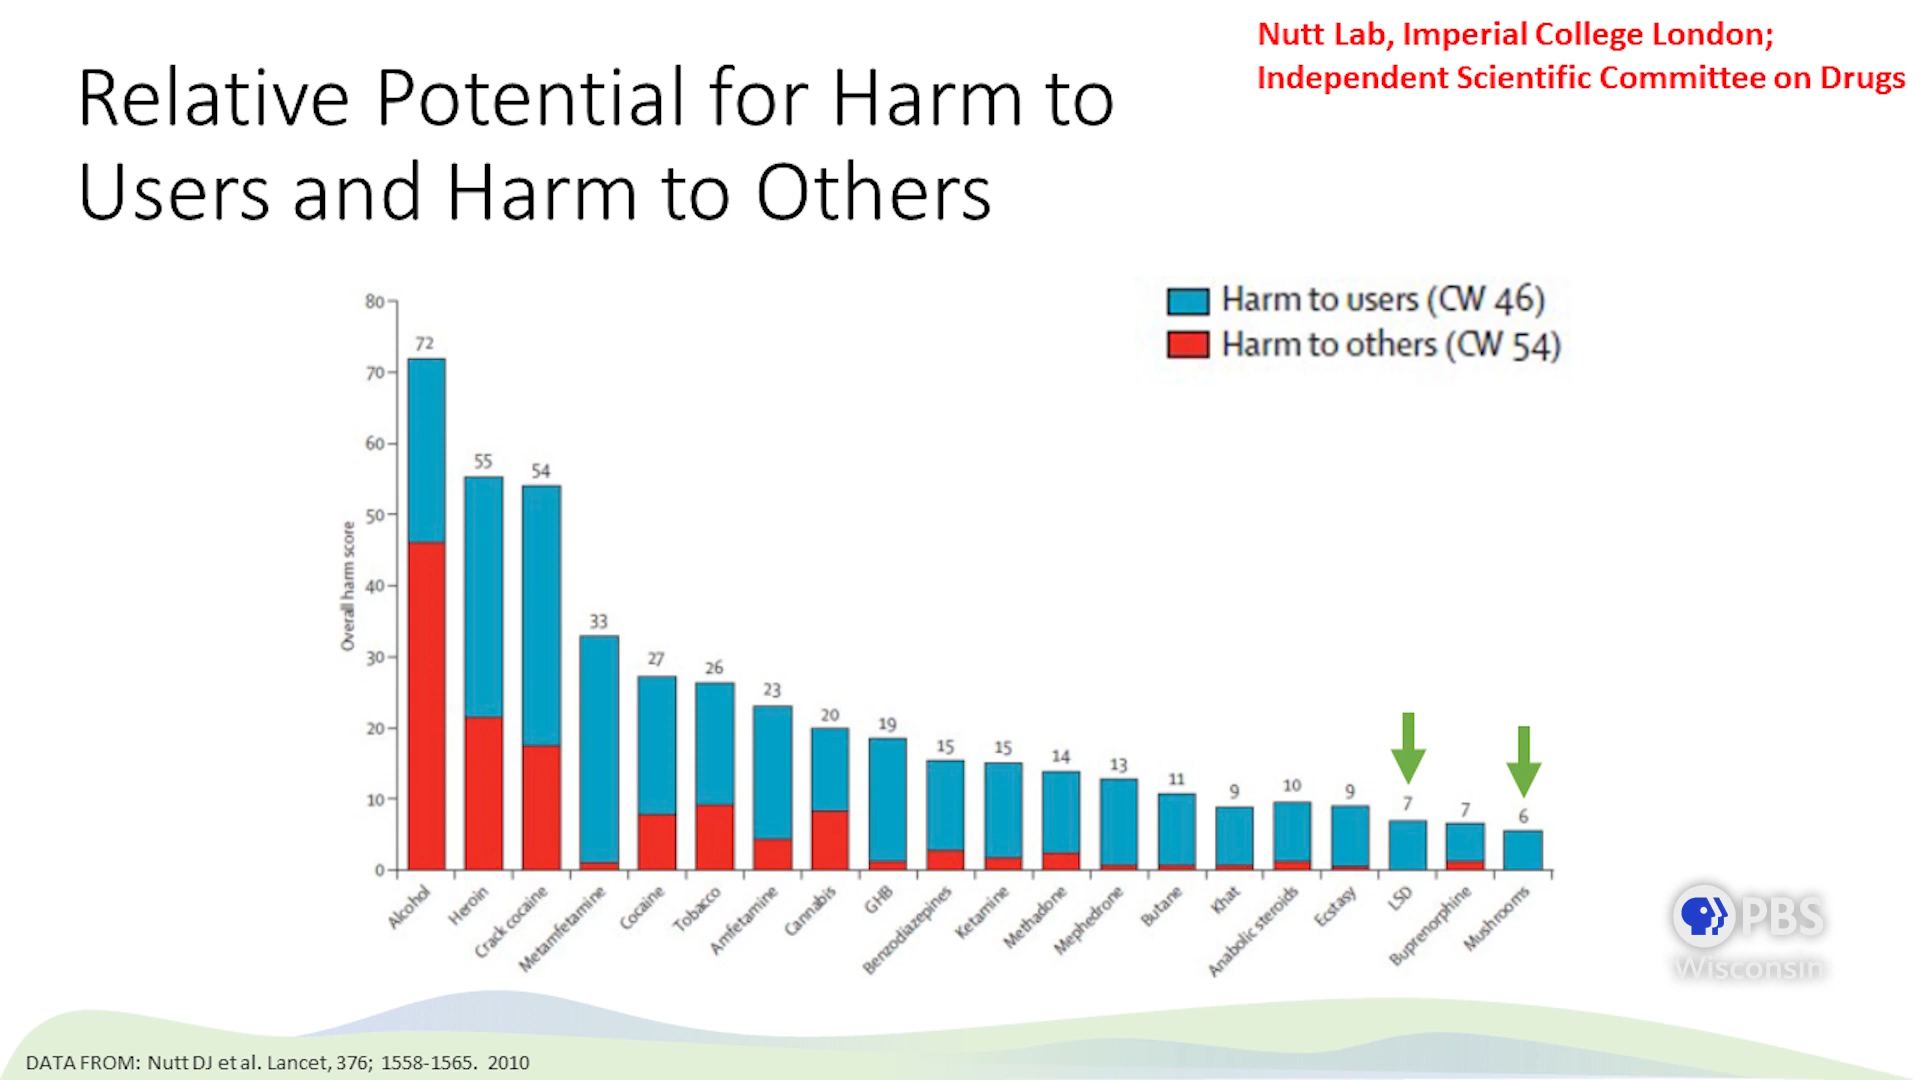 Nutt Lab, Imperial College London;
Independent Scientific Committee on Drugs
Relative Potential for Harm to
Users and Harm to Others
Harm to users (CW 46)
Harm to others (CW 54)
Overall harm score
80
70
60
50
40
30
20
10
0
72
55
54
33
27
26
23
20
19
15
15
14
13
11
9
10
9
7
7
6
Alcohol
Heroin
Crack cocaine
Metamfetamine
Cocaine
Tobacco
Amfetamine
Cannabis
GHB
Benzodiazepines
Ketamine
Methadone
Mephedrone
Butane
Khat
Anabolic steroids
Ecstasy
LSD
Buprenorphine
Mushrooms
PBS
Wisconsin
DATA FROM: Nutt DJ et al. Lancet, 376; 1558-1565. 2010